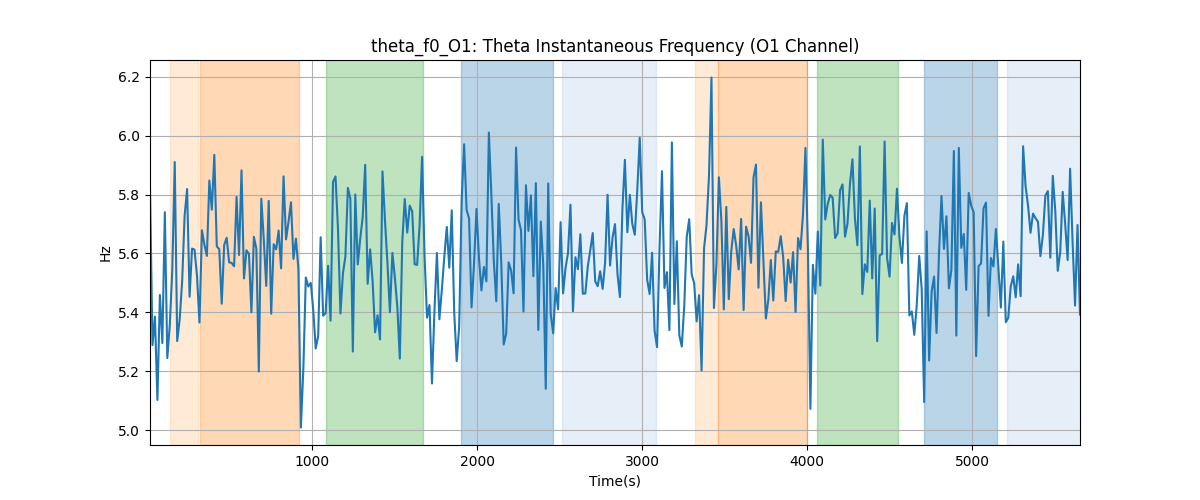 theta_f0_O1: Theta Instantaneous Frequency (O1 Channel)
6.2
6.0
5.8
5.6
5.4
5.2
5.0
Hz
1000 2000 3000 4000 5000
Time(s)